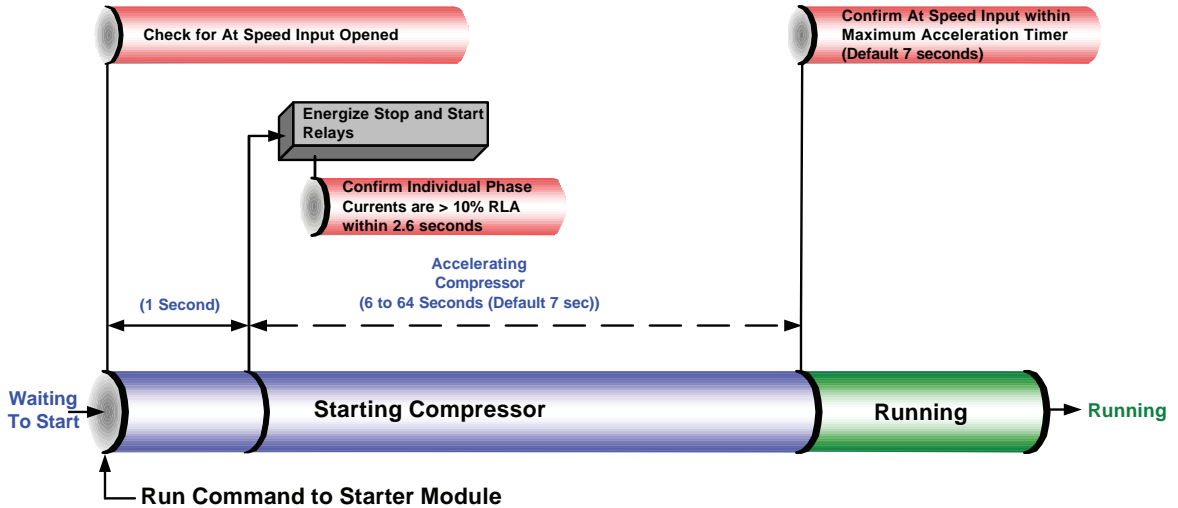 Check for At Speed Input Opened
Confirm At Speed Input within
Maximum Acceleration Timer
(Default 7 seconds)
Energize Stop and Start
Relays
Confirm Individual Phase
Currents are > 10% RLA
within 2.6 seconds
Accelerating
Compressor
(6 to 64 Seconds (Default 7 sec))
(1 Second)
Waiting
To Start
Starting Compressor
Running
Running
Run Command to Starter Module